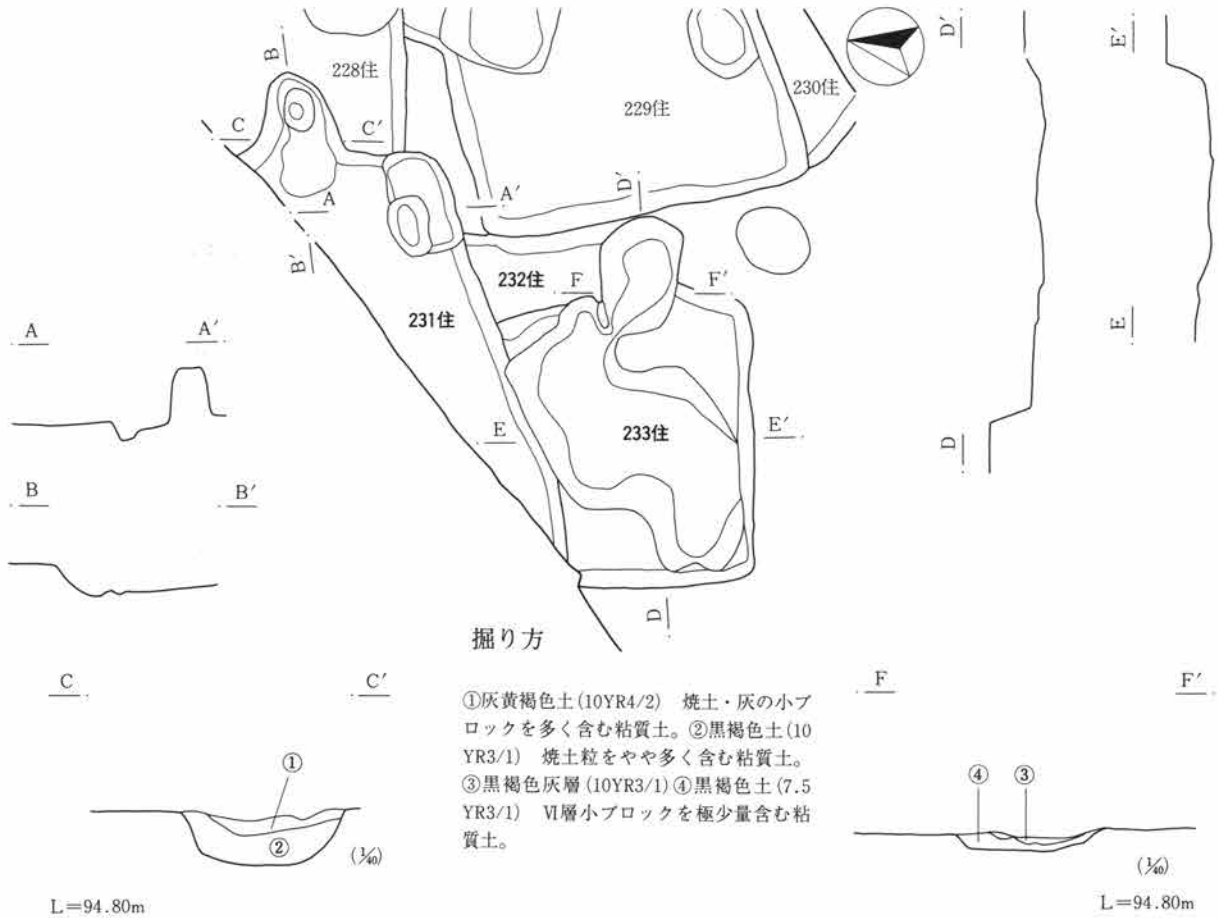 D′
E′
B
228住
230住
229住
C
C′
D′
A
A′
B′
232住
F
F′
231住
E
A
A′
E
233住
E′
D
B
B′
D
掘り方
C
C′
F
F′
①灰黄褐色土(10YR4/2) 焼土・灰の小ブ
ロックを多く含む粘質土。②黒褐色土(10
YR3/1) 焼土粒をやや多く含む粘質土。
③黒褐色灰層(10YR3/1)④黒褐色土(7.5
YR3/1) Ⅵ層小ブロックを極少量含む粘
質土。
①
②
(1/40)
④
③
(1/40)
L=94.80m
L=94.80m